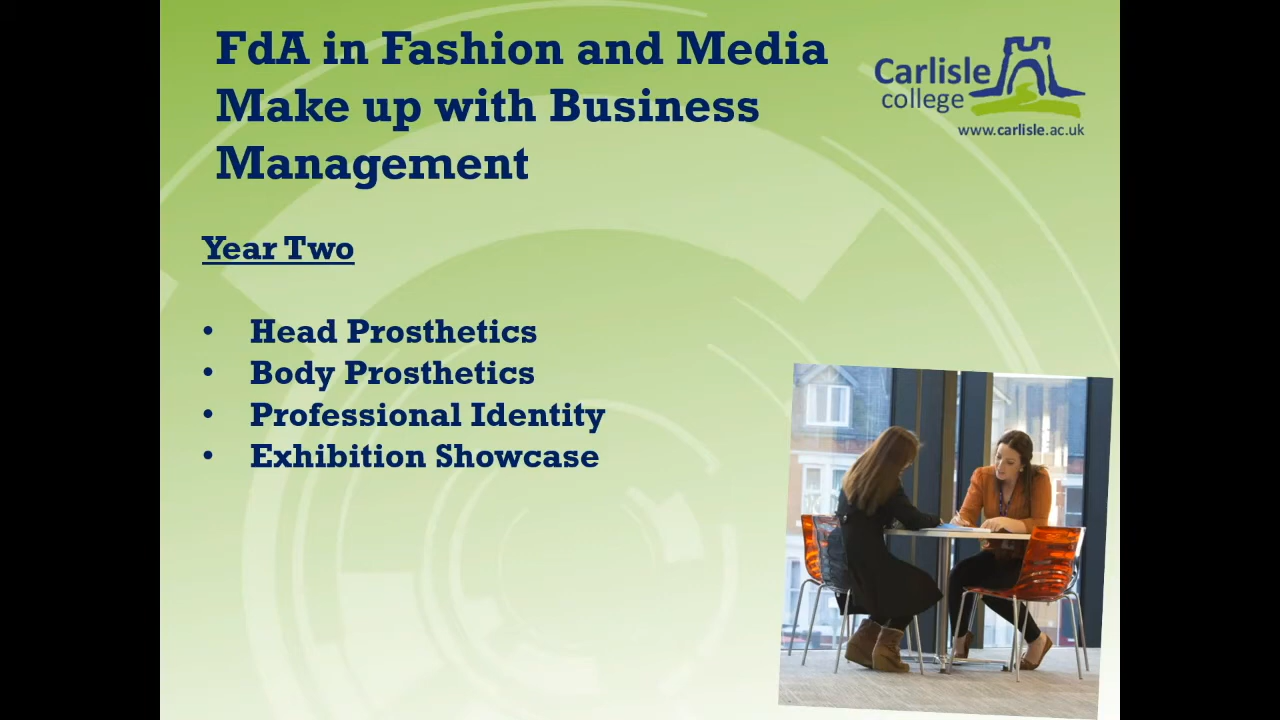 FdA in Fashion and Media
Make up with Business
Management
Carlisle
college
www.carlisle.ac.uk
Year Two
• Head Prosthetics
• Body Prosthetics
• Professional Identity
• Exhibition Showcase